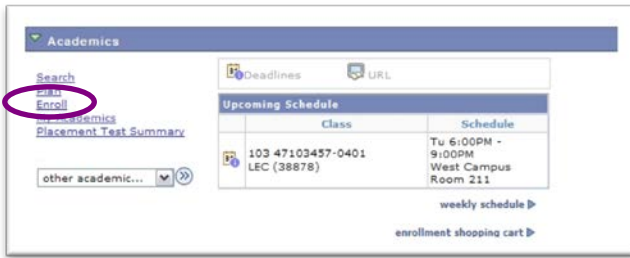 Academics
Search
Plan
Enroll
My Academics
Placement Test Summary
other academic...
Deadlines
URL
Upcoming Schedule
Class
Schedule
103 47103457-0401
LEC (38878)
Tu 6:00PM -
9:00PM
West Campus
Room 211
weekly schedule
enrollment shopping cart